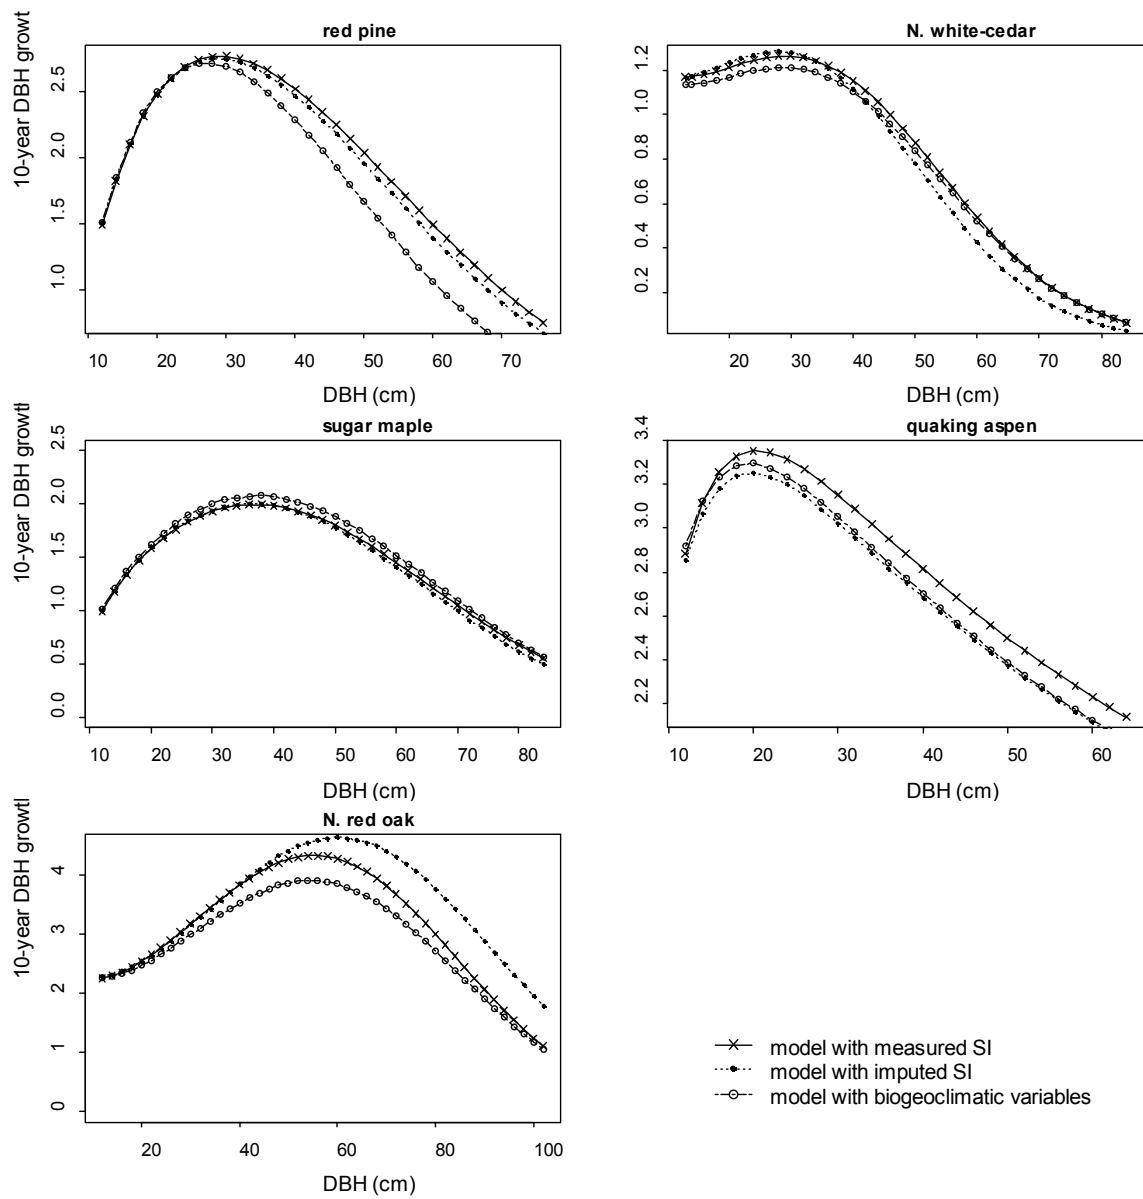 red pine
10-year DBH growt
2.5
2.0
1.5
1.0
10 20 30 40 50 60 70
DBH (cm)
N. white-cedar
1.2
1.0
0.8
0.6
0.4
0.2
20 30 40 50 60 70 80
DBH (cm)
sugar maple
10-year DBH growtl
2.5
2.0
1.5
1.0
0.5
0.0
10 20 30 40 50 60 70 80
DBH (cm)
quaking aspen
3.4
3.2
3.0
2.8
2.6
2.4
2.2
10 20 30 40 50 60
DBH (cm)
N. red oak
10-year DBH growtl
4
3
2
1
0
20 40 60 80 100
DBH (cm)
model with measured SI
model with imputed SI
model with biogeoclimatic variables